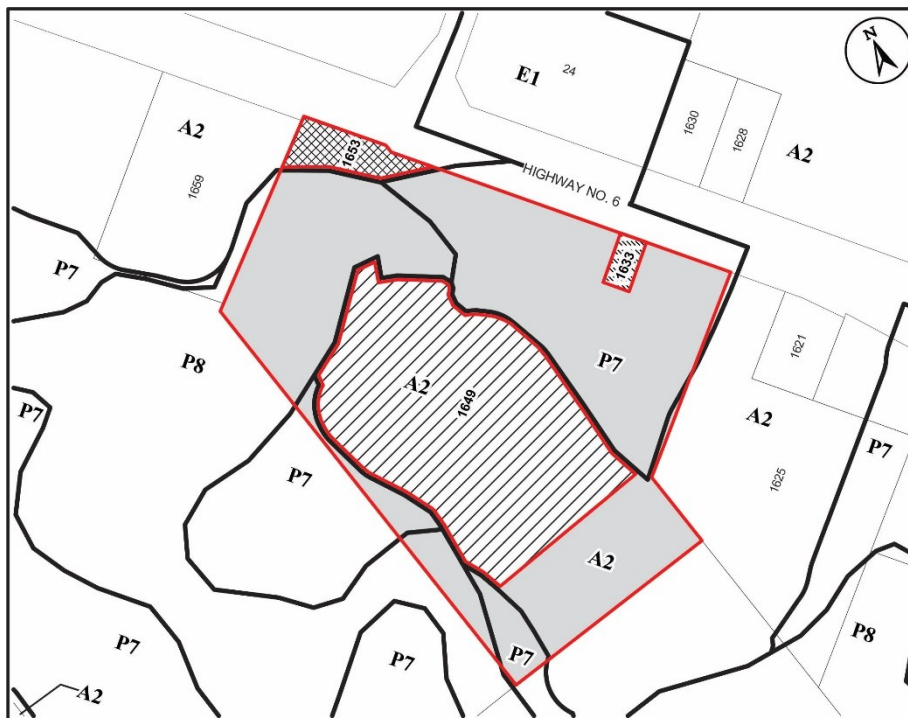 N
E1
24
A2
1653
1630
1628
A2
1659
HIGHWAY NO. 6
P7
1633
P8
P7
1621
A2
1649
A2
P7
P7
P7
1625
A2
P8
P7
P7
P7
A2